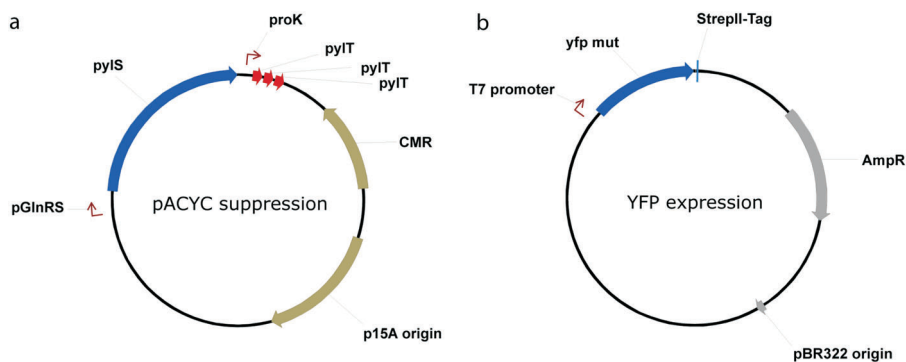 a
proK
pylT
pylT
pylT
pylS
CMR
pGlnRS
pACYC suppression
p15A origin
b
StrepII-Tag
yfp mut
T7 promoter
AmpR
YFP expression
pBR322 origin